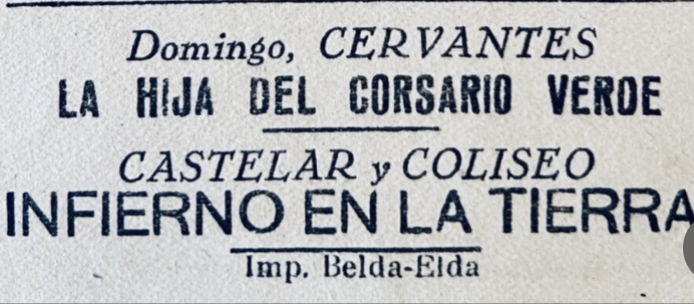 Domingo, CERVANTES
LA HIJA DEL CORSARIO VERDE
CASTELAR y COLISEO
INFIERNO EN LA TIERRA
Imp. Belda-Elda